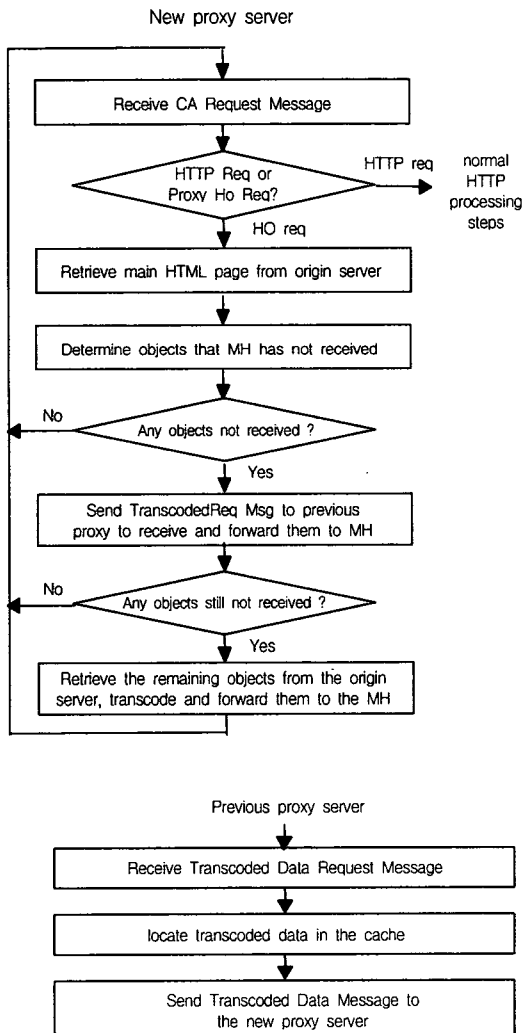 New proxy server
Receive CA Request Message
HTTP Req or
Proxy Ho Req?
HTTP req
normal
HTTP
processing
steps
HO req
Retrieve main HTML page from origin server
Determine objects that MH has not received
No
Any objects not received ?
Yes
Send TranscodedReq Msg to previous
proxy to receive and forward them to MH
No
Any objects still not received ?
Yes
Retrieve the remaining objects from the origin
server, transcode and forward them to the MH
Previous proxy server
Receive Transcoded Data Request Message
locate transcoded data in the cache
Send Transcoded Data Message to
the new proxy server